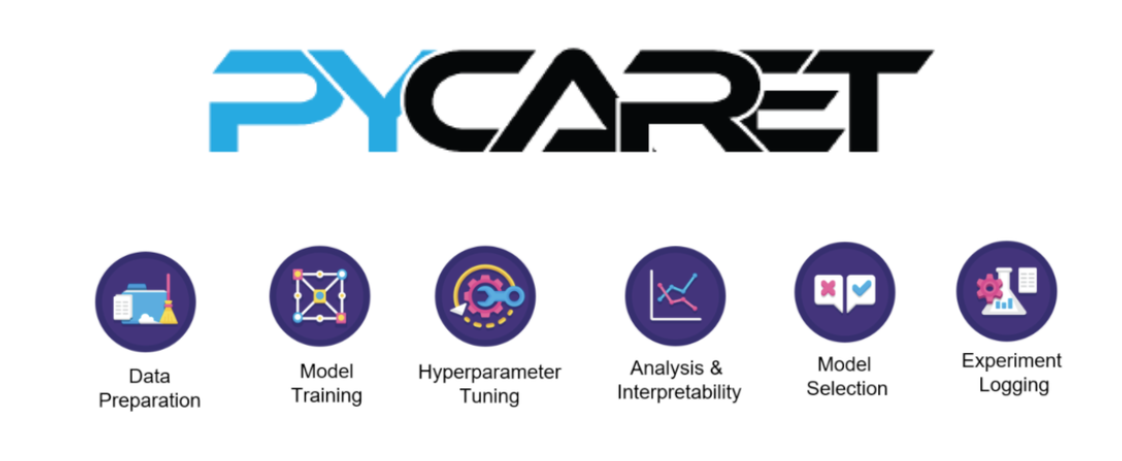 PYCARET
Data
Preparation
Model
Training
Hyperparameter
Tuning
Analysis &
Interpretability
Model
Selection
Experiment
Logging